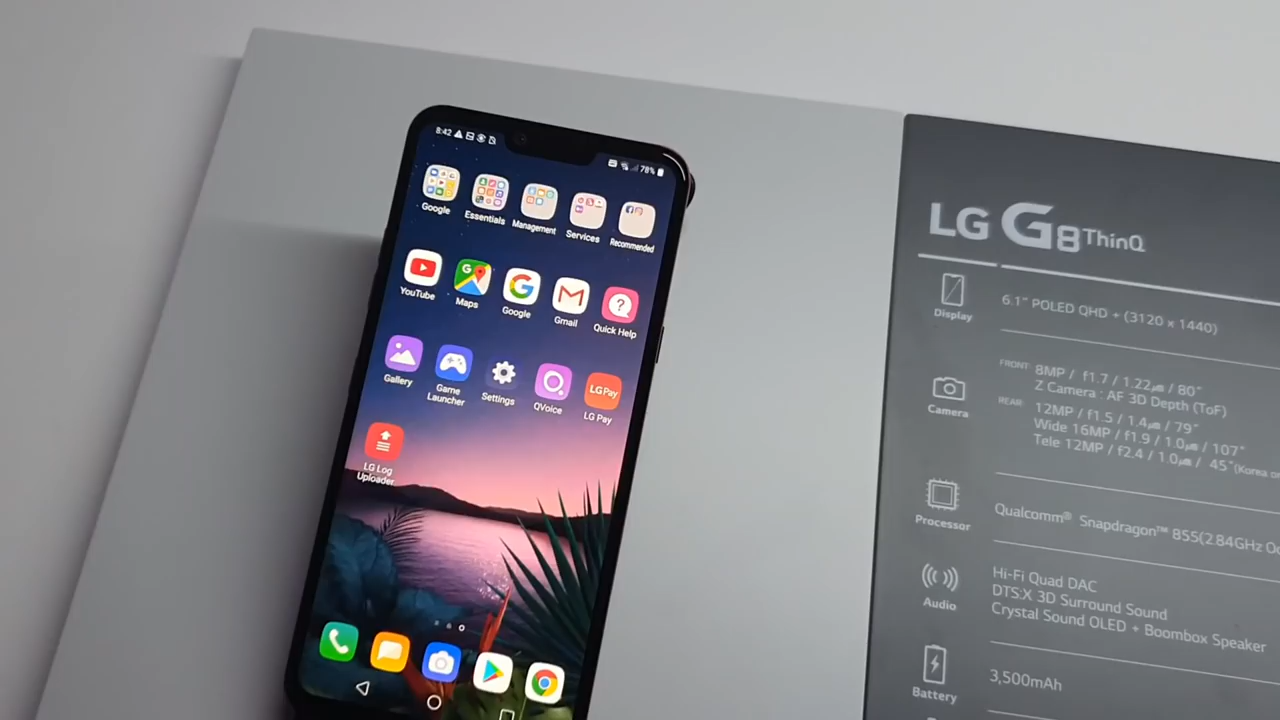 8:42
78%
Google
Essentials
Management
Services
Recommended
YouTube
Maps
Google
Gmail
Quick Help
Gallery
Game
Launcher
Settings
QVoice
LG Pay
LG Pay
LG Log
Uploader
LG G8 ThinQ
Display
6.1" POLED QHD + (3120 x 1440)
Camera
FRONT 8MP / f1.7 / 1.22㎛ / 80˚
Z Camera : AF 3D Depth (ToF)
REAR 12MP / f1.5 / 1.4㎛ / 79˚
Wide 16MP / f1.9 / 1.0㎛ / 107˚
Tele 12MP / f2.4 / 1.0㎛ / 45˚(Korea
Processor
Qualcomm® Snapdragon™ 855(2.84GHz
Audio
Hi-Fi Quad DAC
DTS:X 3D Surround Sound
Crystal Sound OLED + Boombox Speaker
Battery
3,500mAh